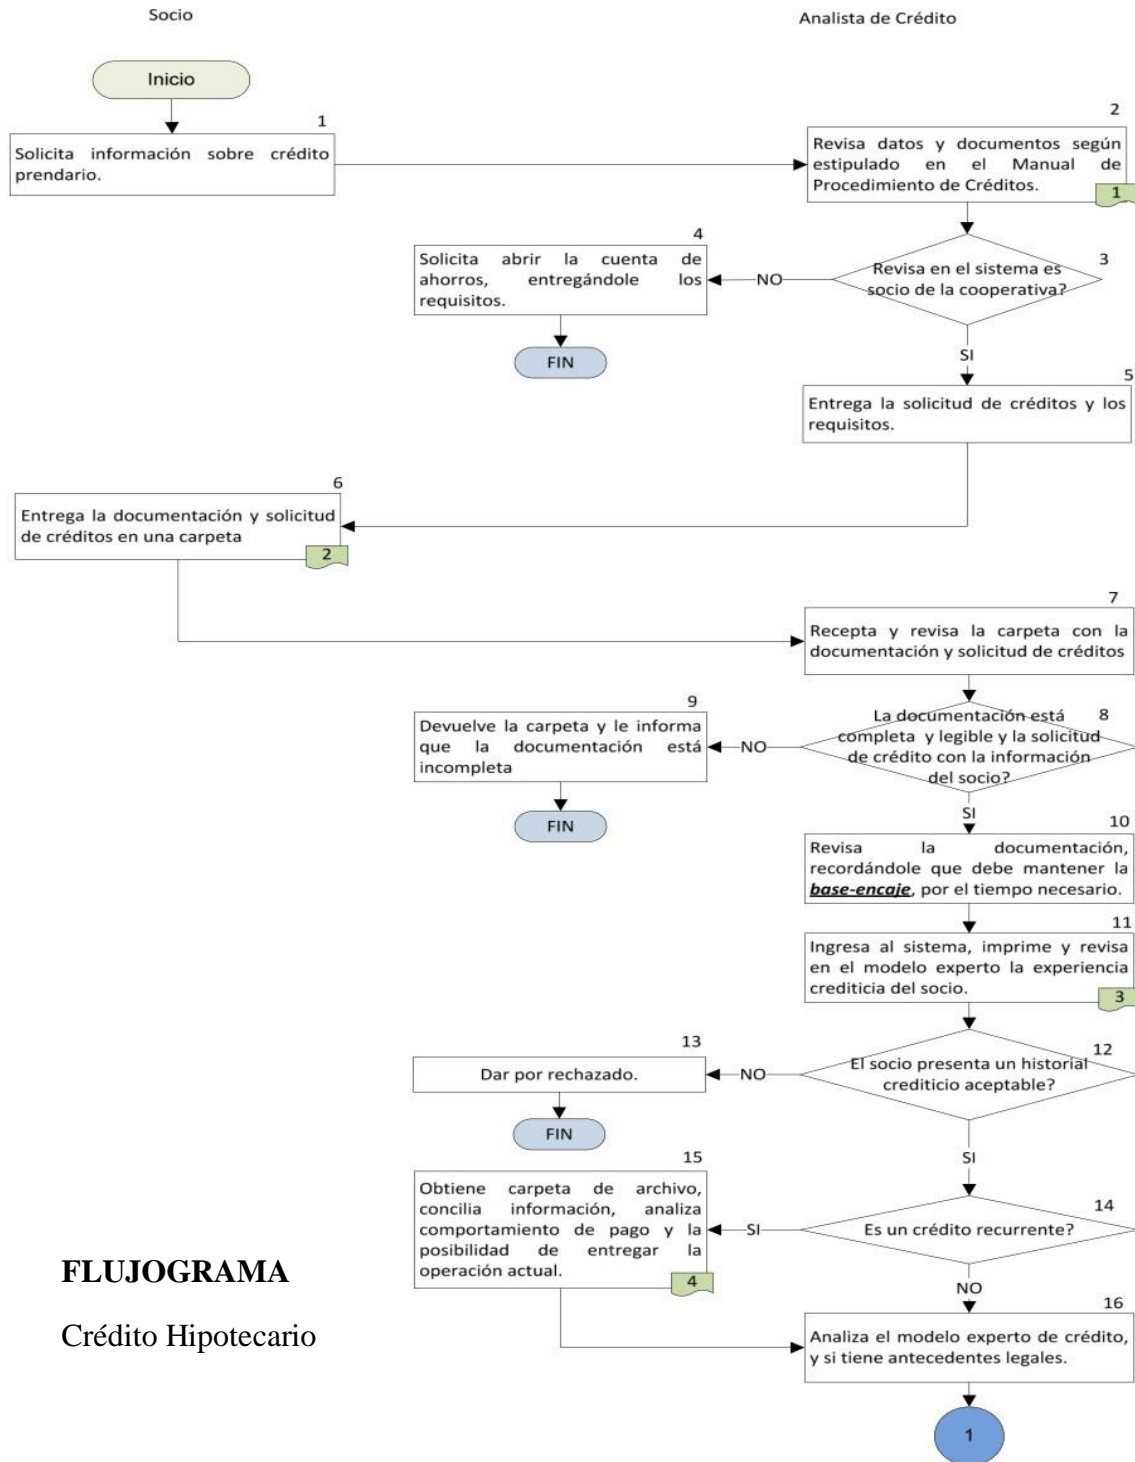 Socio
Analista de Crédito
Inicio
1
Solicita información sobre crédito
prendario.
2
Revisa datos y documentos según
estipulado en el Manual de
Procedimiento de Créditos.
1
3
Revisa en el sistema es
socio de la cooperativa?
NO
4
Solicita abrir la cuenta de
ahorros, entregándole los
requisitos.
FIN
SI
5
Entrega la solicitud de créditos y los
requisitos.
6
Entrega la documentación y solicitud
de créditos en una carpeta
2
7
Recepta y revisa la carpeta con la
documentación y solicitud de créditos
8
La documentación está
completa y legible y la solicitud
de crédito con la información
del socio?
NO
9
Devuelve la carpeta y le informa
que la documentación está
incompleta
FIN
SI
10
Revisa la documentación,
recordándole que debe mantener la
base-encaje, por el tiempo necesario.
11
Ingresa al sistema, imprime y revisa
en el modelo experto la experiencia
crediticia del socio.
3
12
El socio presenta un historial
crediticio aceptable?
NO
13
Dar por rechazado.
FIN
SI
14
Es un crédito recurrente?
SI
15
Obtiene carpeta de archivo,
concilia información, analiza
comportamiento de pago y la
posibilidad de entregar la
operación actual.
4
NO
16
Analiza el modelo experto de crédito,
y si tiene antecedentes legales.
1
FLUJOGRAMA
Crédito Hipotecario